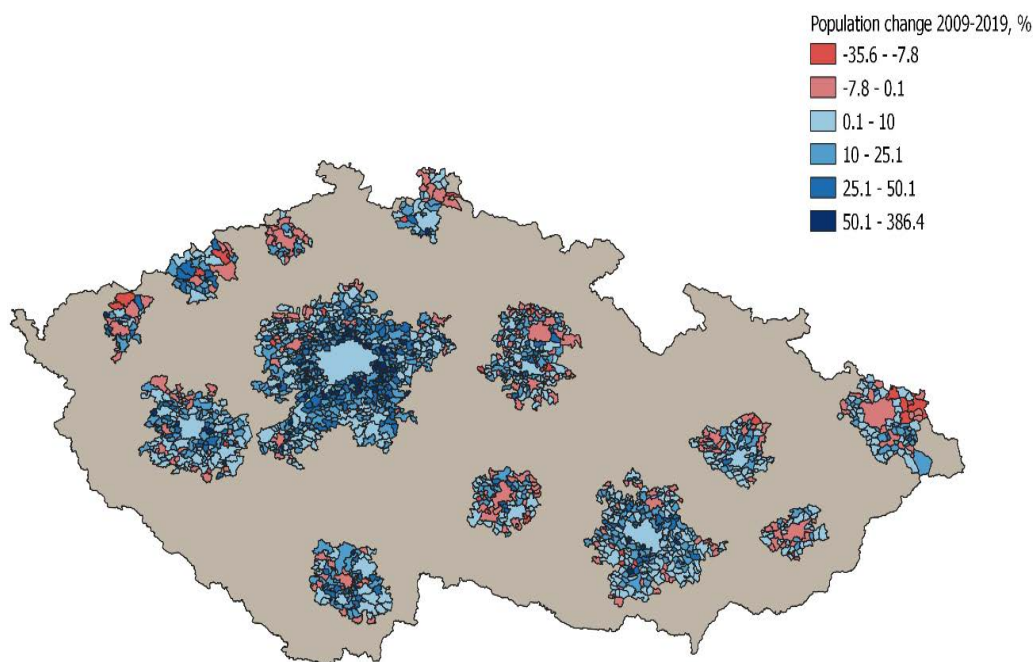 Population change 2009-2019, %
-35.6 - -7.8
-7.8 - 0.1
0.1 - 10
10 - 25.1
25.1 - 50.1
50.1 - 386.4